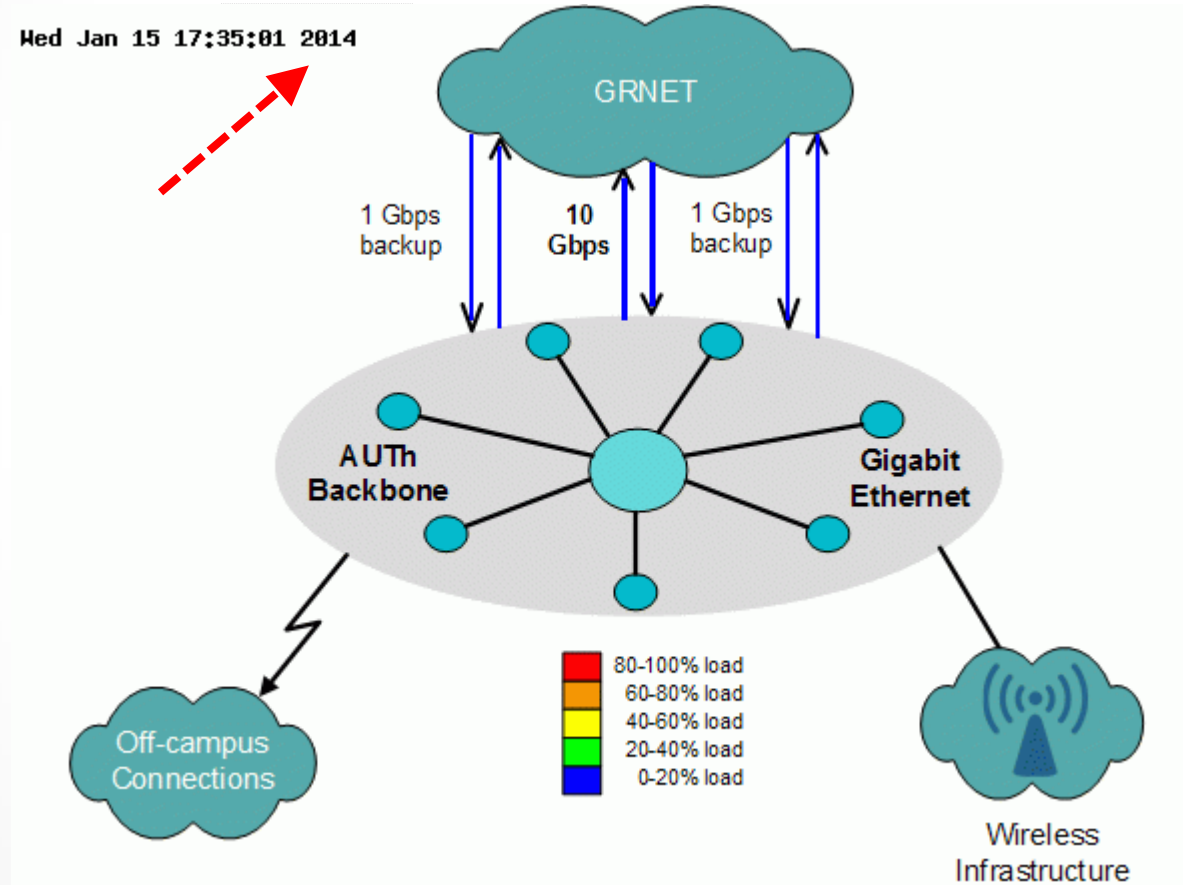 Wed Jan 15 17:35:01 2014
GRNET
1 Gbps
backup
10
Gbps
1 Gbps
backup
AUTh
Backbone
Gigabit
Ethernet
80-100% load
60-80% load
40-60% load
20-40% load
0-20% load
Off-campus
Connections
Wireless
Infrastructure